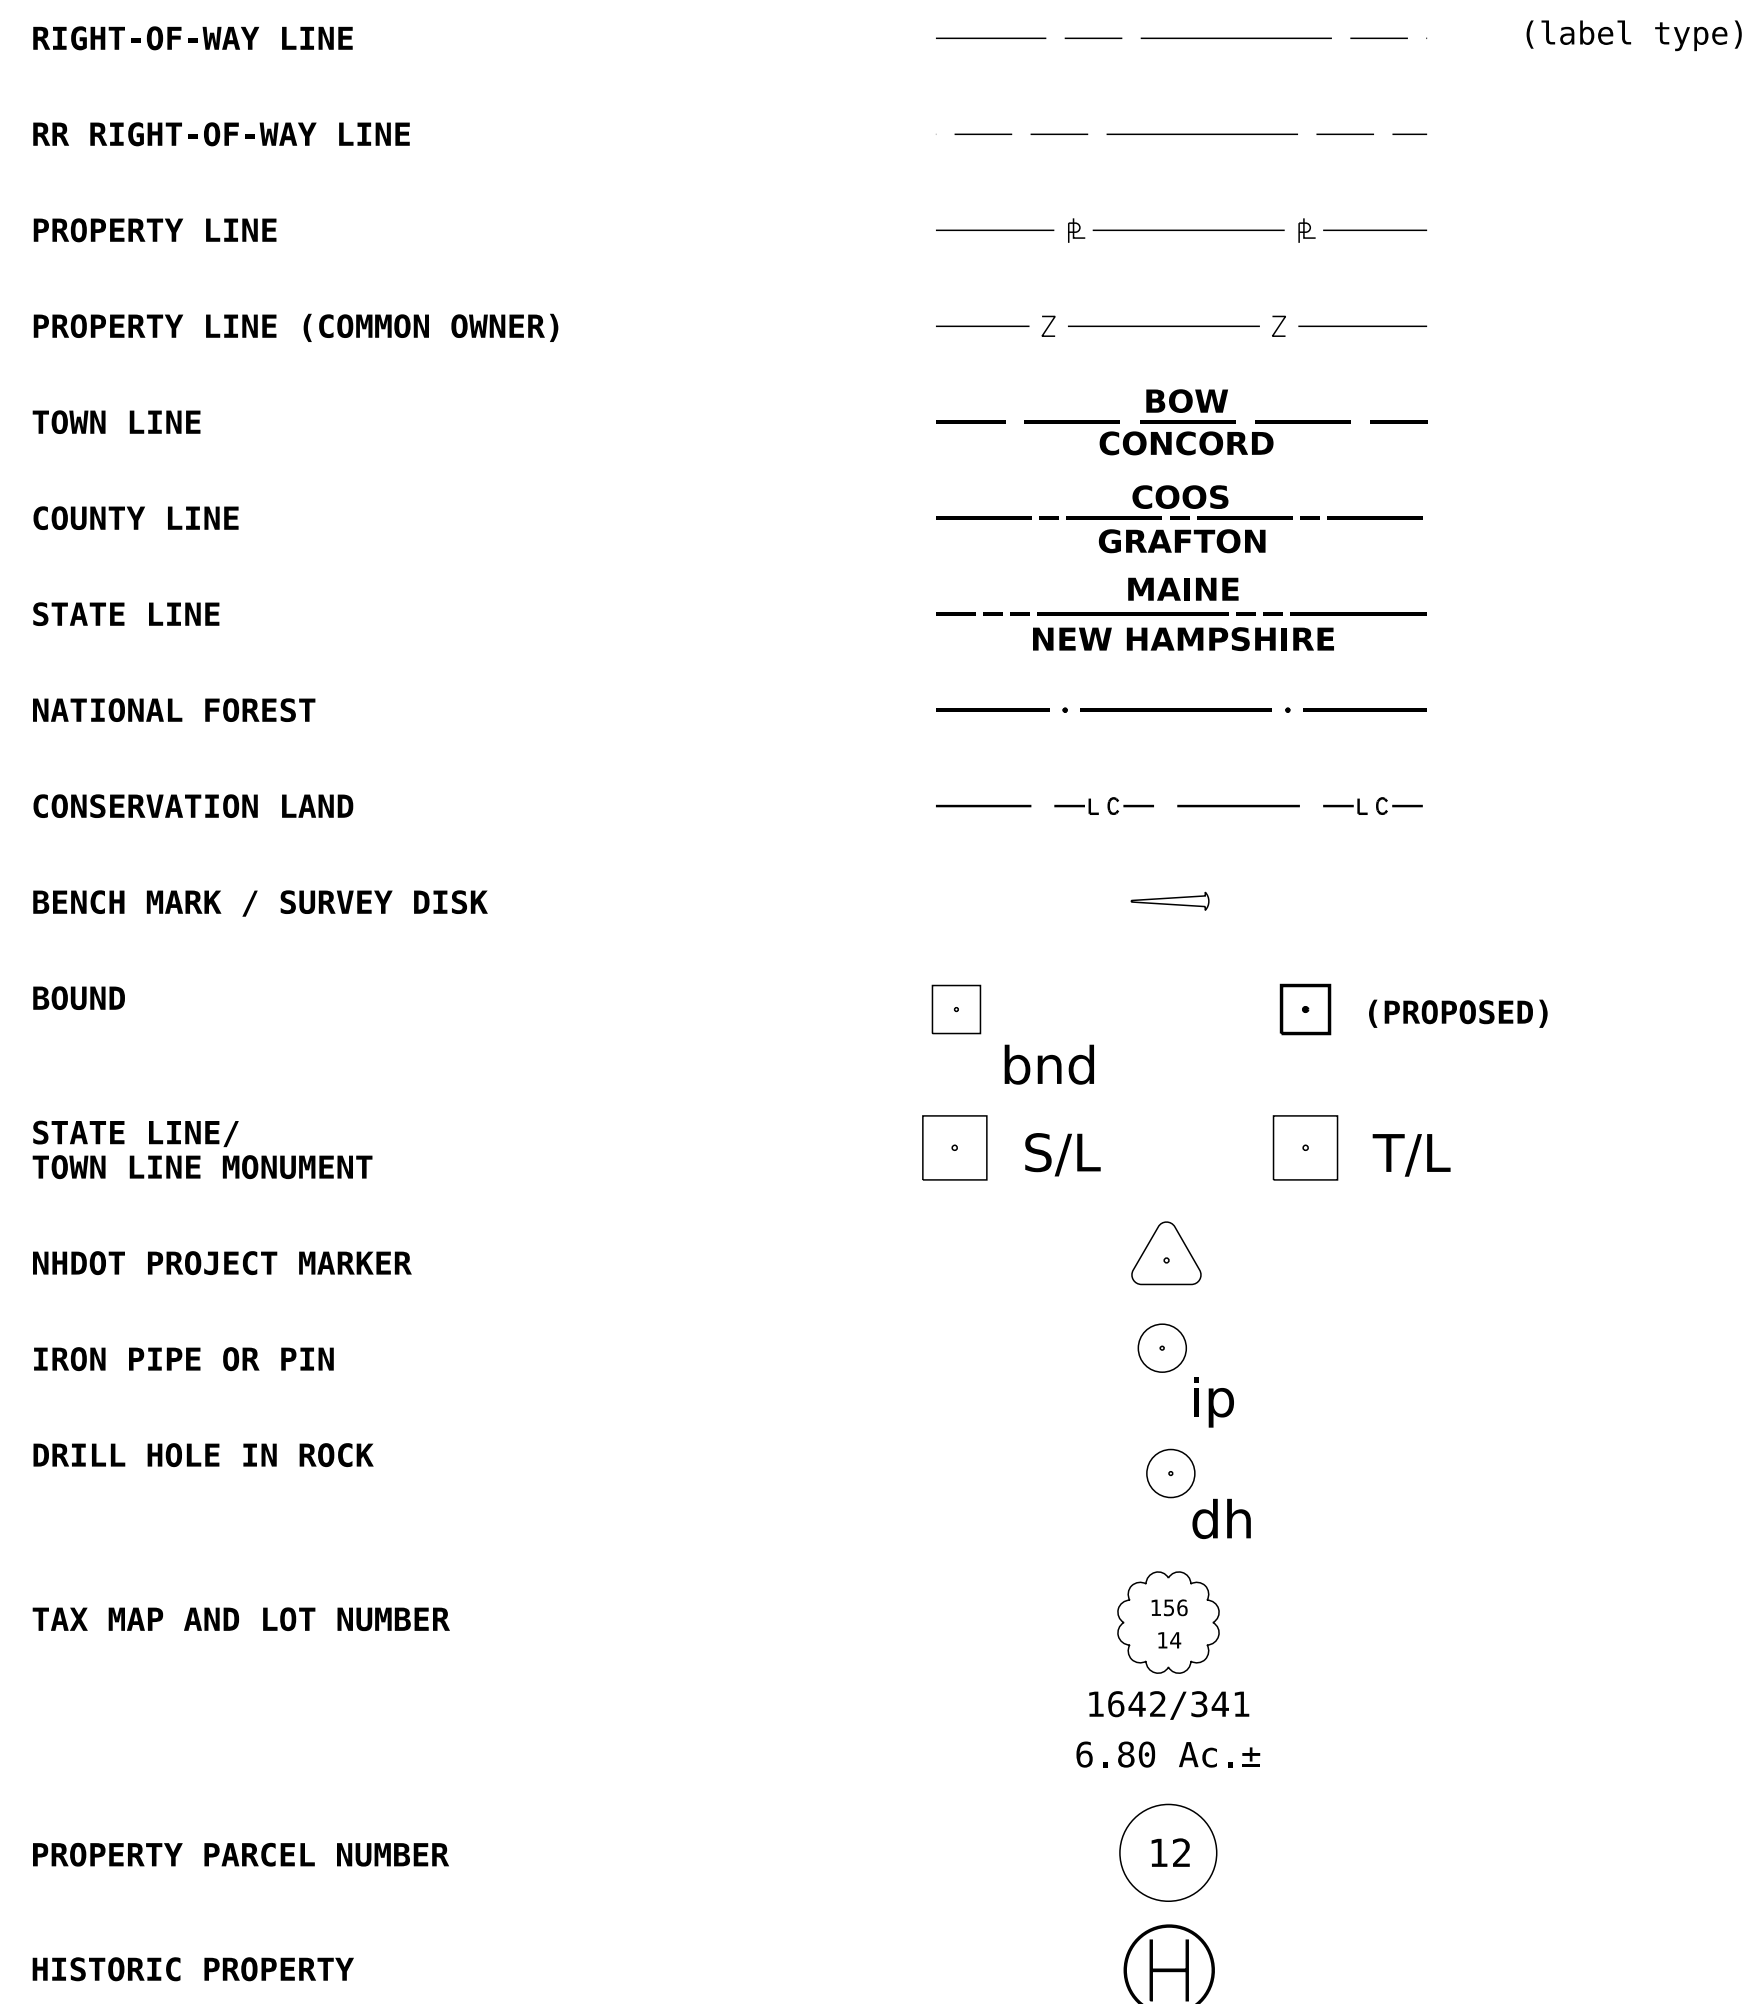 RIGHT-OF-WAY LINE (label type)
RR RIGHT-OF-WAY LINE
PROPERTY LINE ⅊ ⅊
PROPERTY LINE (COMMON OWNER) Z Z
BOW
TOWN LINE
CONCORD
COOS
COUNTY LINE
GRAFTON
MAINE
STATE LINE
NEW HAMPSHIRE
NATIONAL FOREST
CONSERVATION LAND L C L C
BENCH MARK / SURVEY DISK
BOUND (PROPOSED)
bnd
STATE LINE/
TOWN LINE MONUMENT S/L T/L
NHDOT PROJECT MARKER
IRON PIPE OR PIN
ip
DRILL HOLE IN ROCK
dh
156
TAX MAP AND LOT NUMBER
14
1642/341
6.80 Ac.±
PROPERTY PARCEL NUMBER 12
HISTORIC PROPERTY H